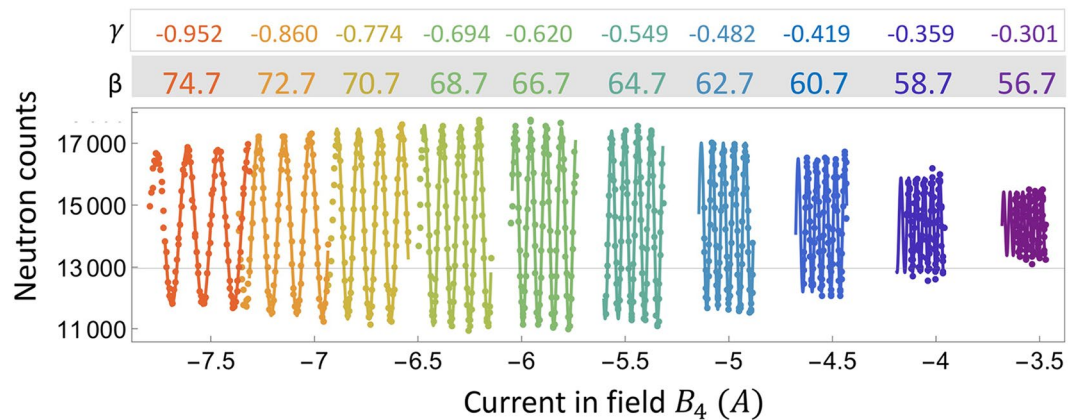 γ -0.952 -0.860 -0.774 -0.694 -0.620 -0.549 -0.482 -0.419 -0.359 -0.301
β 74.7 72.7 70.7 68.7 66.7 64.7 62.7 60.7 58.7 56.7
Neutron counts
17 000
15 000
13 000
11 000
−7.5 −7 −6.5 −6 −5.5 −5 −4.5 −4 −3.5
Current in field B₄ (A)